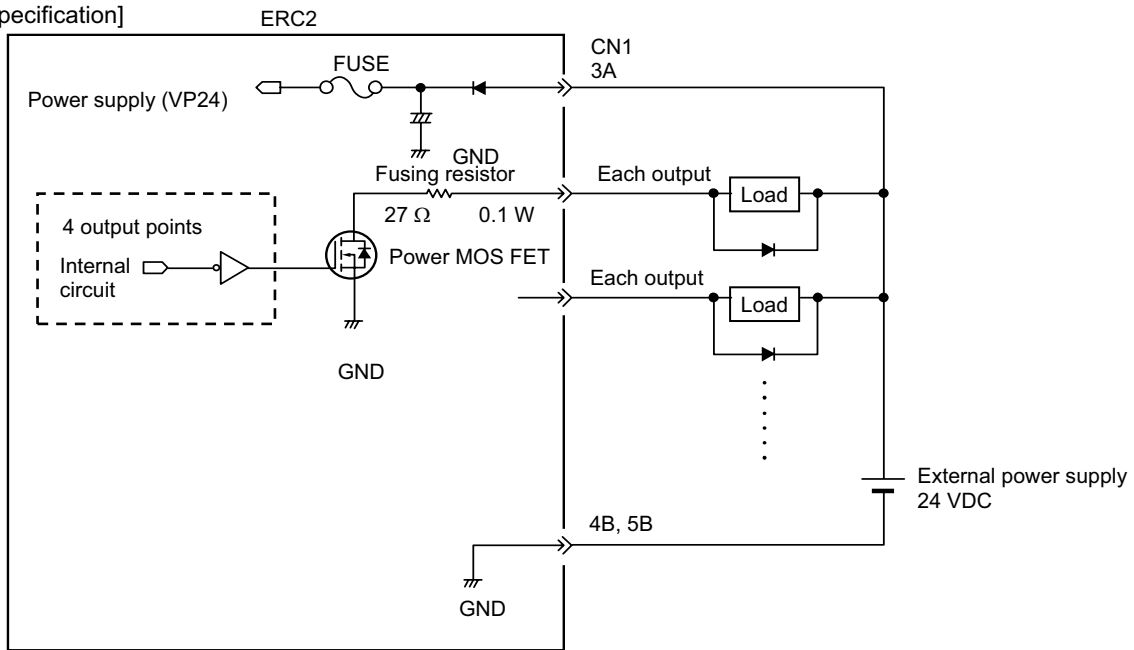 pecification]
ERC2
CN1
3A
FUSE
Power supply (VP24)
GND
Fusing resistor
27 Ω 0.1 W
Each output
Load
4 output points
Internal
circuit
Power MOS FET
Each output
Load
GND
External power supply
24 VDC
4B, 5B
GND